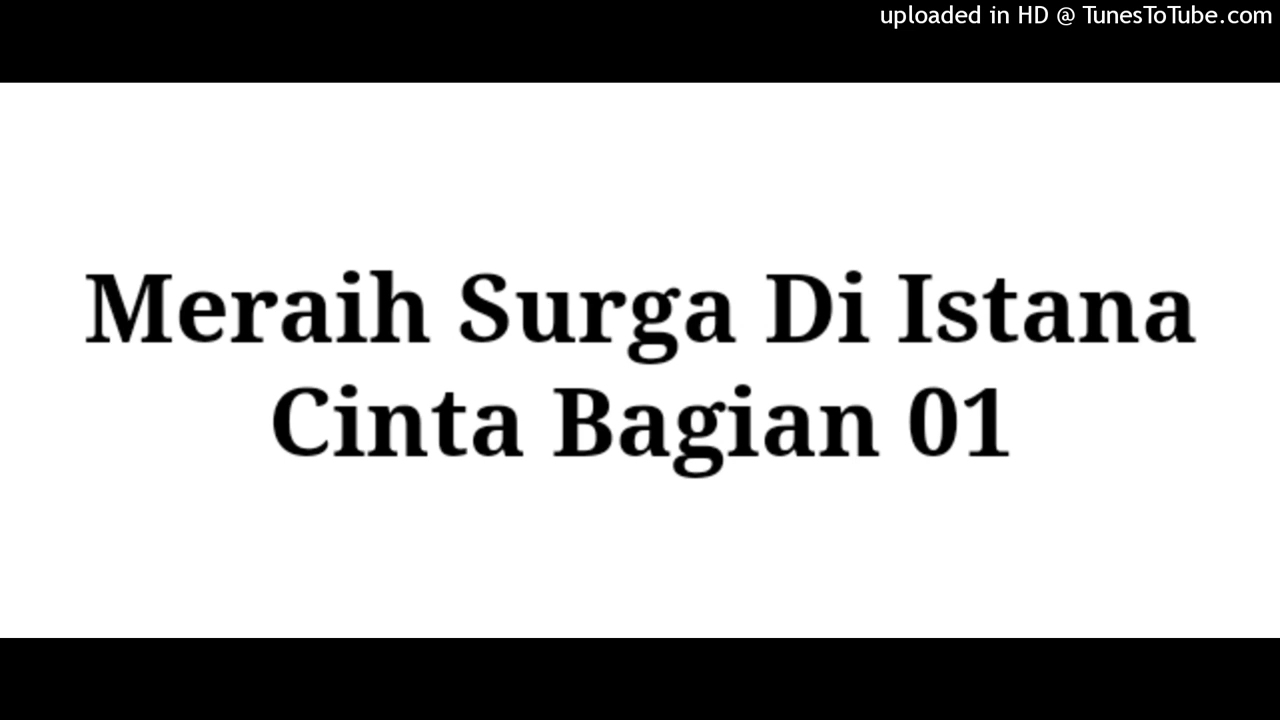 uploaded in HD @ TunesToTube.com
Meraih Surga Di Istana
Cinta Bagian 01